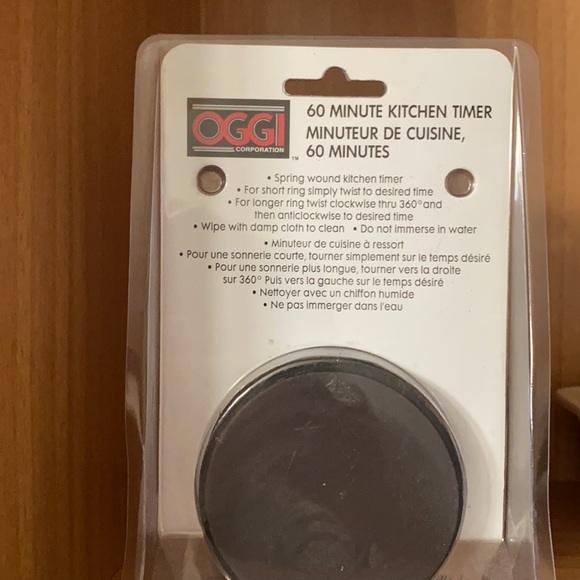 OGGI
CORPORATION
™
60 MINUTE KITCHEN TIMER
MINUTEUR DE CUISINE,
60 MINUTES
• Spring wound kitchen timer
• For short ring simply twist to desired time
• For longer ring twist clockwise thru 360° and
then anticlockwise to desired time
• Wipe with damp cloth to clean • Do not immerse in water
• Minuteur de cuisine à ressort
• Pour une sonnerie courte, tourner simplement sur le temps désiré
• Pour une sonnerie plus longue, tourner vers la droite
sur 360° Puis vers la gauche sur le temps désiré
• Nettoyer avec un chiffon humide
• Ne pas immerger dans l'eau